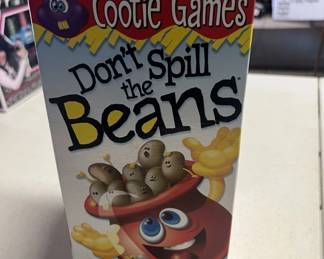 Cootie Games
Don't Spill
the
Beans